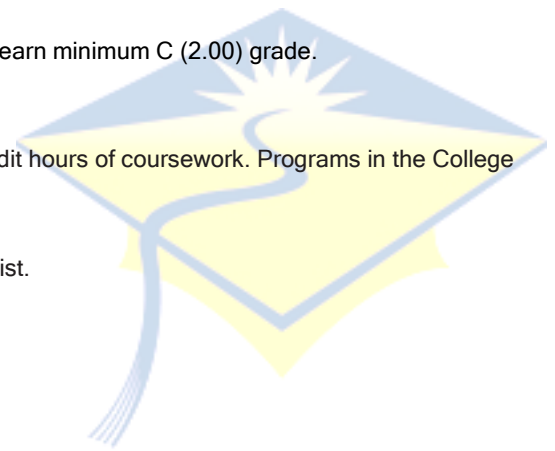 earn minimum C (2.00) grade.
dit hours of coursework. Programs in the College
ist.